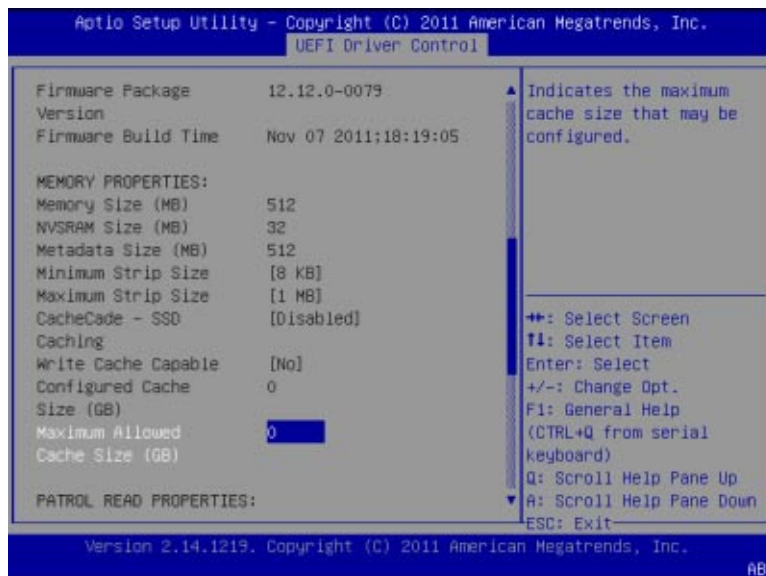 Aptio Setup Utility – Copyright (C) 2011 American Megatrends, Inc.
UEFI Driver Control
Firmware Package 12.12.0-0079
Version
Firmware Build Time Nov 07 2011;18:19:05
MEMORY PROPERTIES:
Memory Size (MB) 512
NVSRAM Size (MB) 32
Metadata Size (MB) 512
Minimum Strip Size [8 KB]
Maximum Strip Size [1 MB]
CacheCade - SSD [Disabled]
Caching
Write Cache Capable [No]
Configured Cache 0
Size (GB)
Maximum Allowed 0
Cache Size (GB)
PATROL READ PROPERTIES:
Indicates the maximum
cache size that may be
configured.
→←: Select Screen
↑↓: Select Item
Enter: Select
+/-: Change Opt.
F1: General Help
(CTRL+Q from serial
keyboard)
Q: Scroll Help Pane Up
A: Scroll Help Pane Down
ESC: Exit
Version 2.14.1219. Copyright (C) 2011 American Megatrends, Inc.
AB